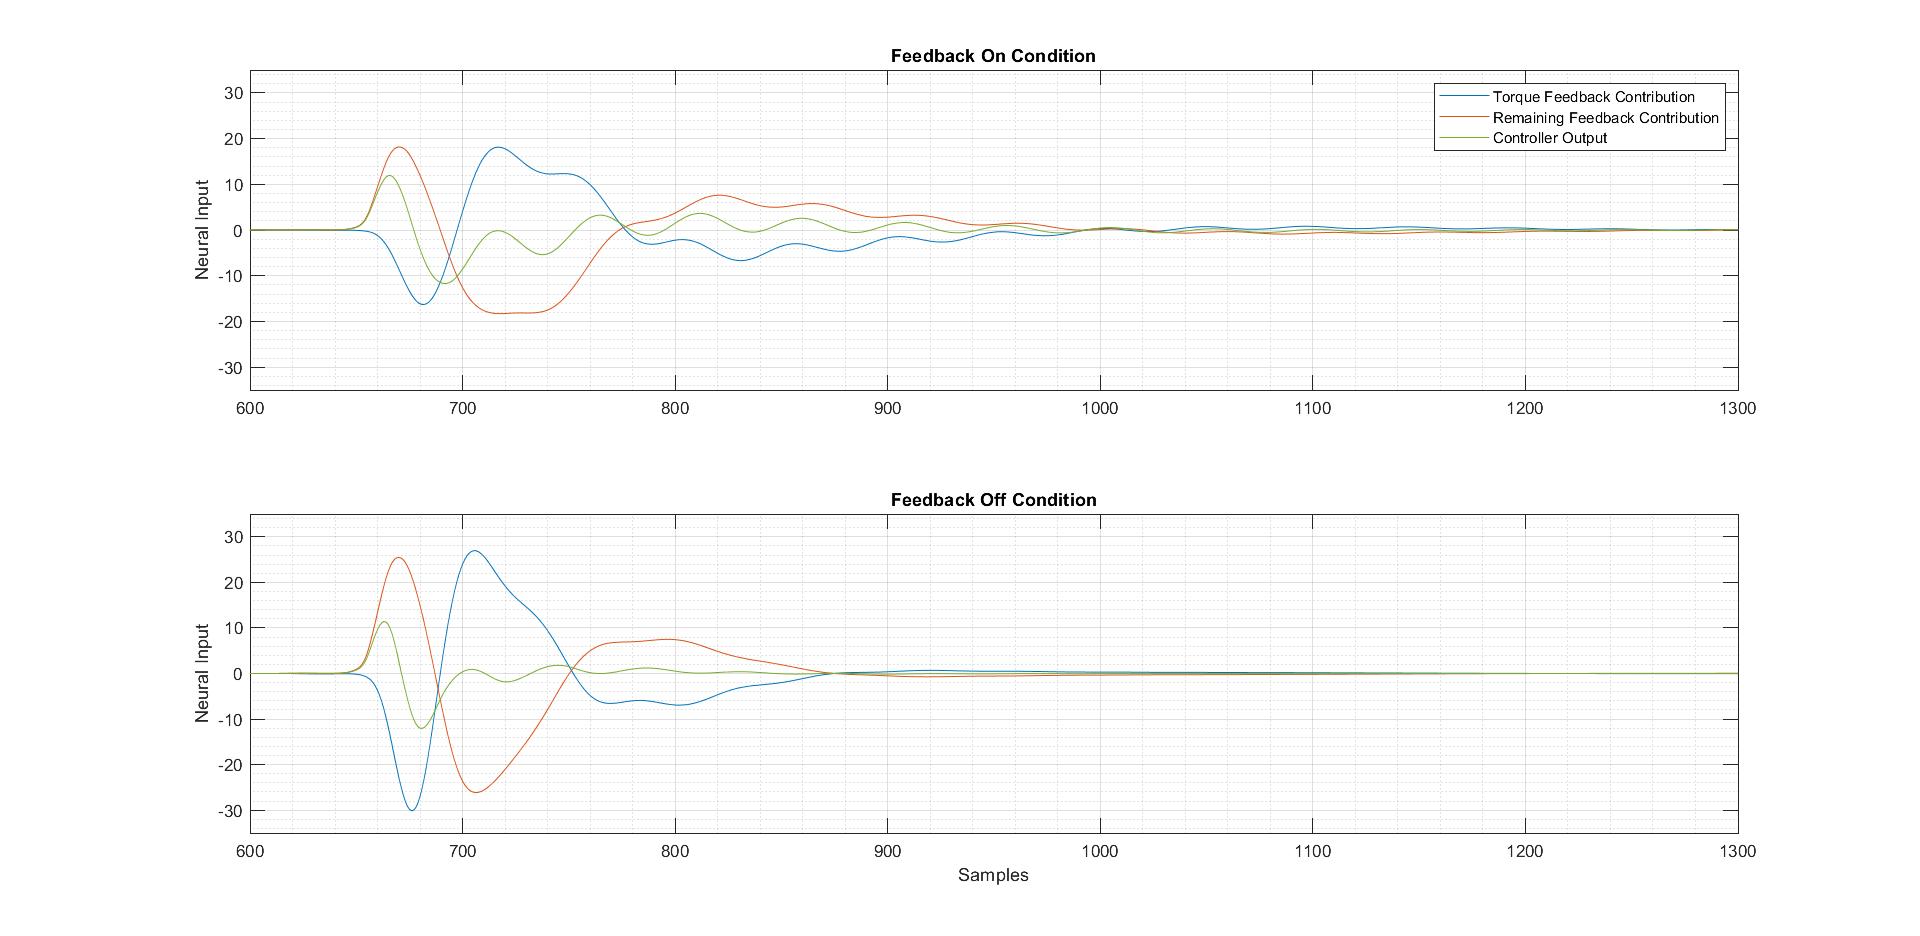 Feedback On Condition
30
20
10
0
-10
-20
-30
Neural Input
Torque Feedback Contribution
Remaining Feedback Contribution
Controller Output
600 700 800 900 1000 1100 1200 1300
Feedback Off Condition
30
20
10
0
-10
-20
-30
Neural Input
600 700 800 900 1000 1100 1200 1300
Samples